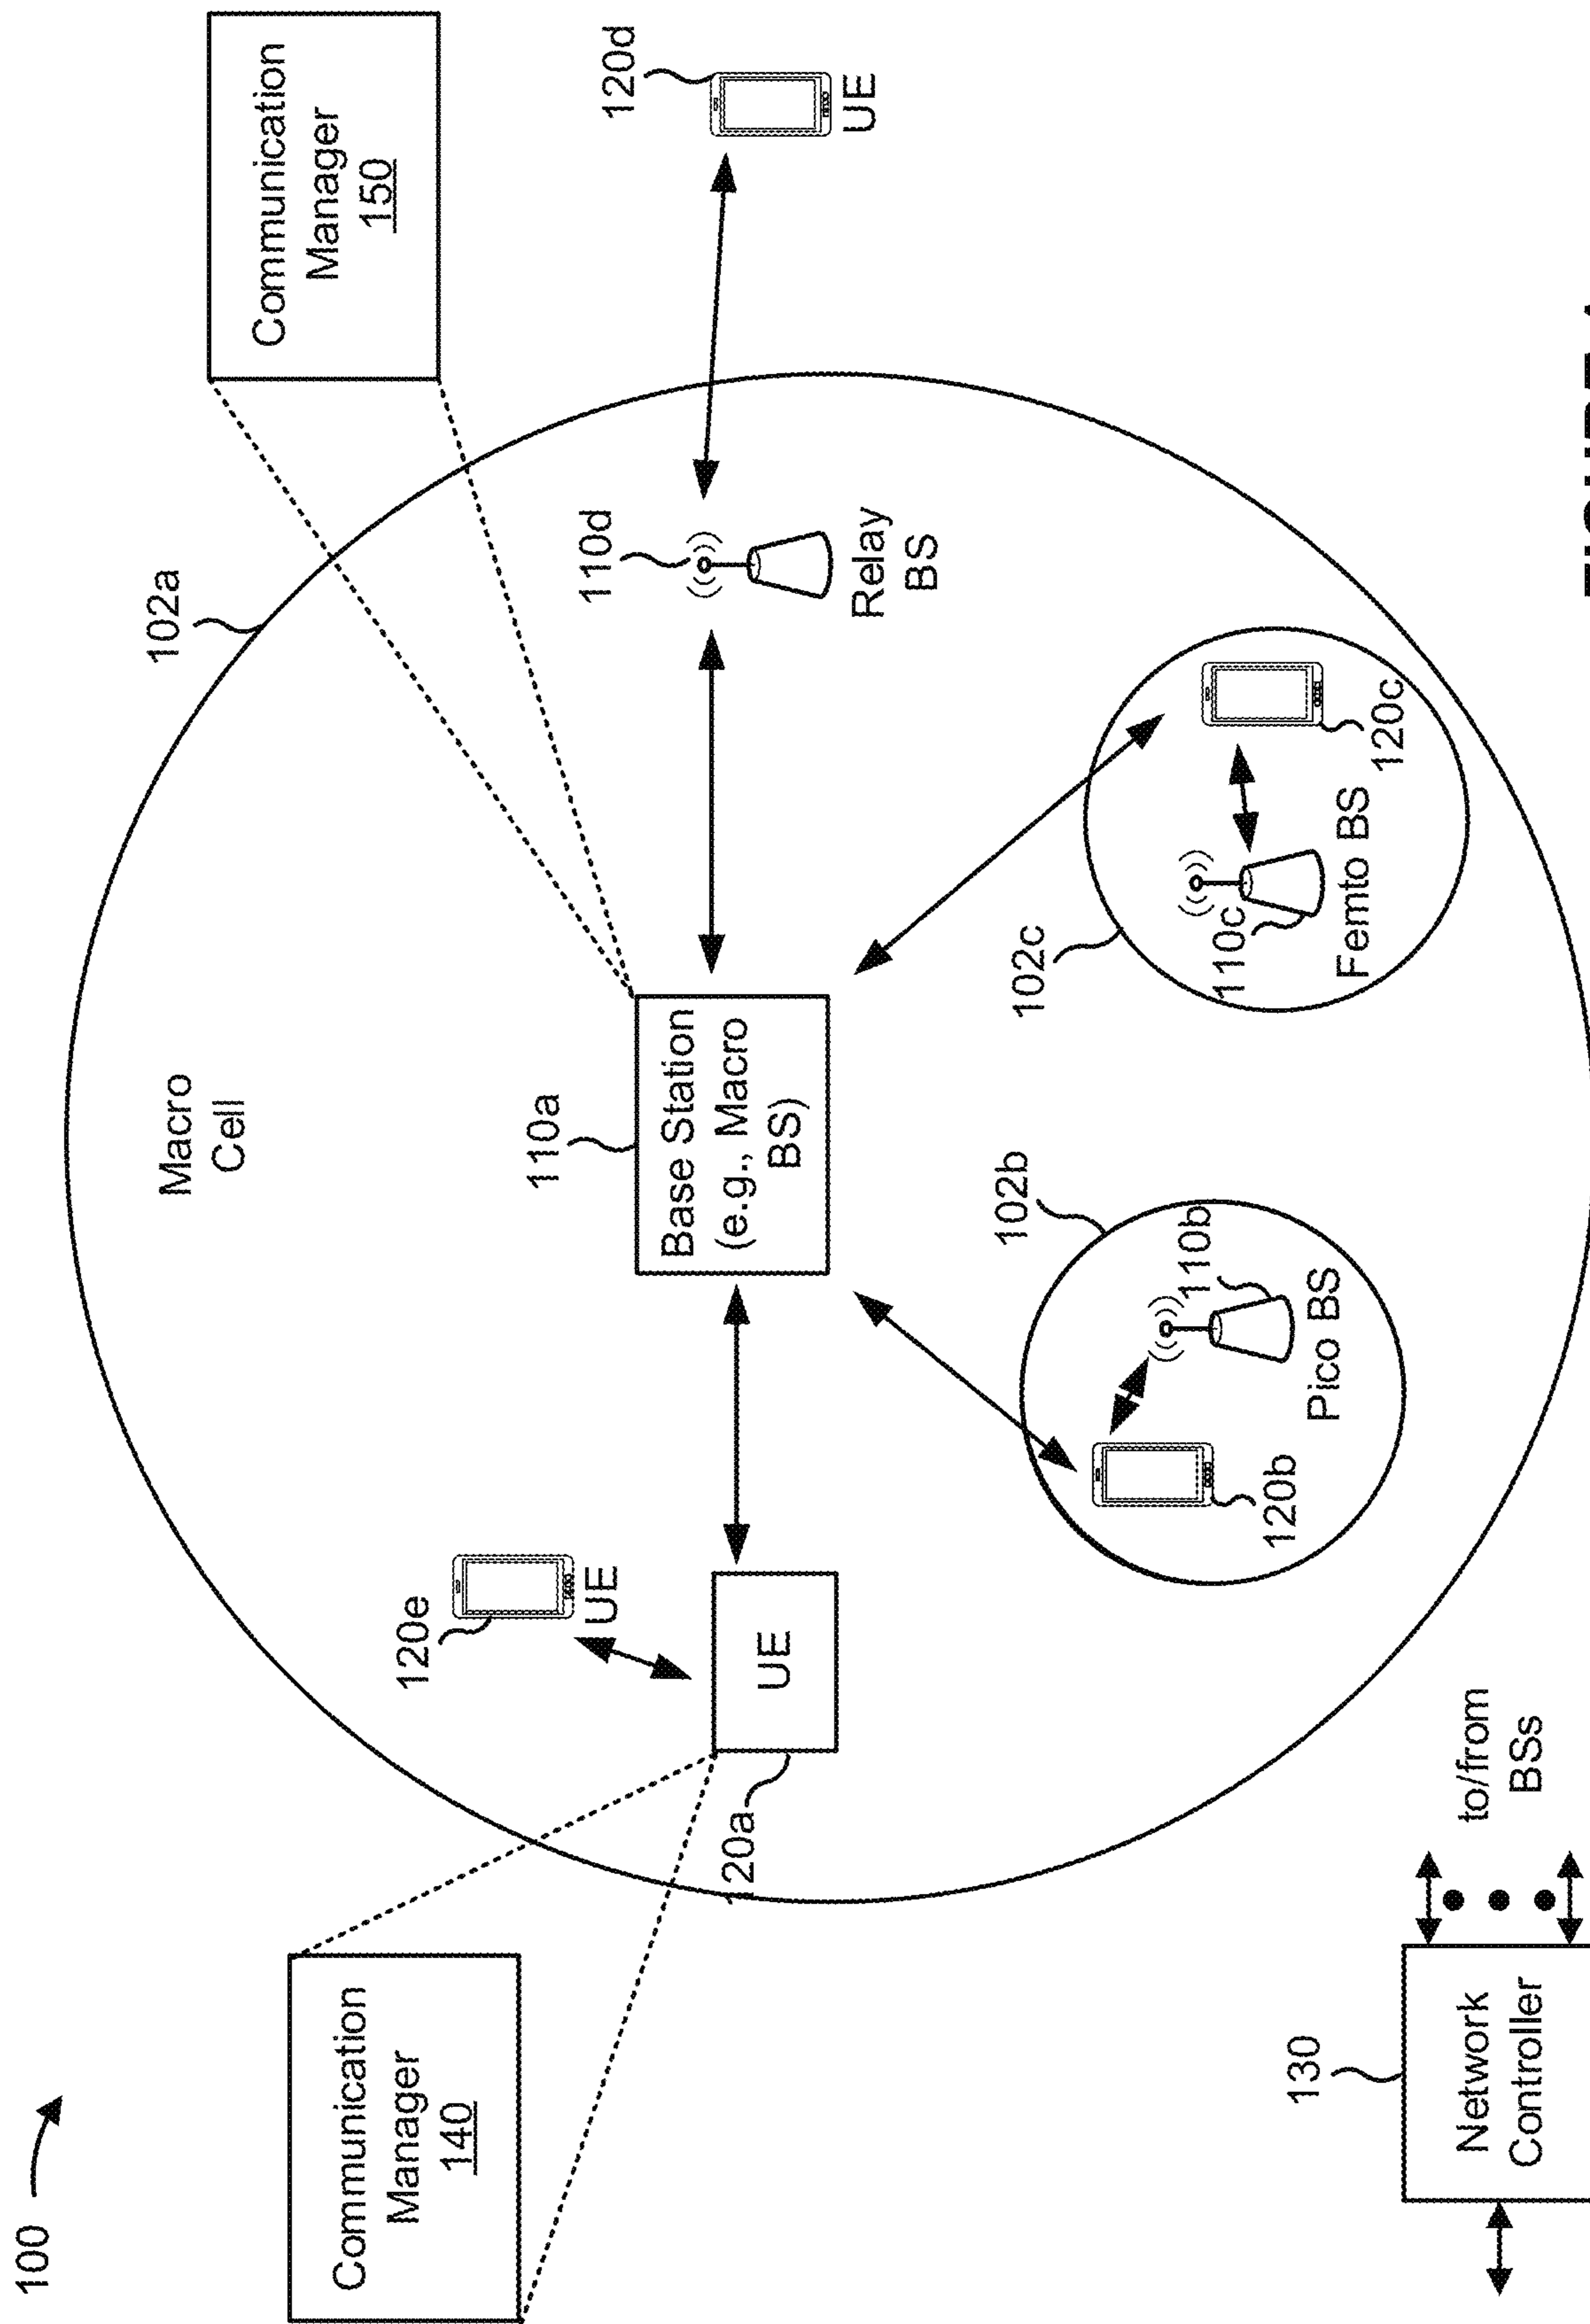 100
Communication
Manager
140
Communication
Manager
150
102a
Macro
Cell
120e
UE
UE
120a
110a
Base Station
(e.g., Macro
BS)
110d
Relay
BS
120d
UE
102b
110b
Pico BS
120b
102c
110c
Femto BS
120c
130
Network
Controller
to/from
BSs